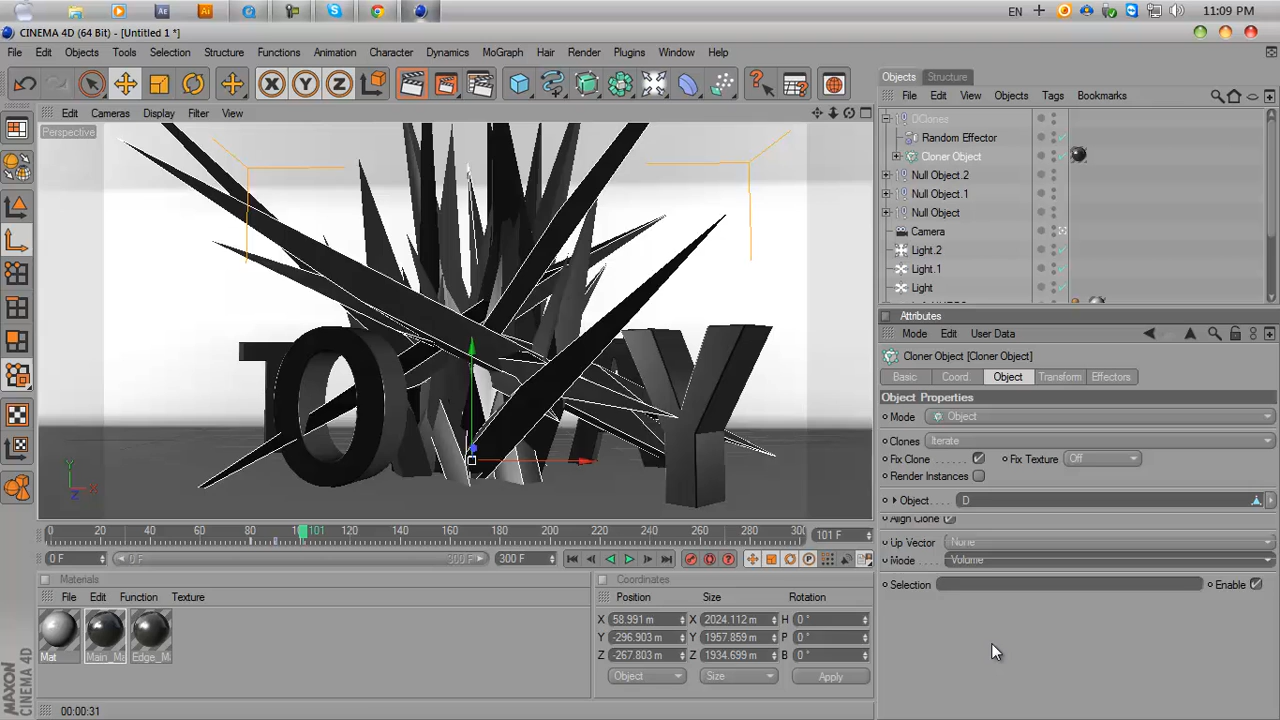 EN
11:09 PM
CINEMA 4D (64 Bit) - [Untitled 1 *]
File Edit Objects Tools Selection Structure Functions Animation Character Dynamics MoGraph Hair Render Plugins Window Help
X Y Z
Edit Cameras Display Filter View
Perspective
TO
Y
Y
X
Z
0 20 40 60 80 101 120 140 160 180 200 220 240 260 280 300 101 F
0 F 0 F 300 F 300 F
Materials
File Edit Function Texture
Mat Main_Ma Edge_M
Coordinates
Position Size Rotation
X 58.991 m X 2024.112 m H 0 °
Y -296.903 m Y 1957.859 m P 0 °
Z -267.803 m Z 1934.699 m B 0 °
Object Size Apply
00:00:31
MAXON
CINEMA 4D
Objects Structure
File Edit View Objects Tags Bookmarks
DClones
Random Effector
Cloner Object
Null Object.2
Null Object.1
Null Object
Camera
Light.2
Light.1
Light
Attributes
Mode Edit User Data
Cloner Object [Cloner Object]
Basic Coord. Object Transform Effectors
Object Properties
Mode Object
Clones Iterate
Fix Clone Fix Texture Off
Render Instances
Object D
Align Clone
Up Vector None
Mode Volume
Selection Enable